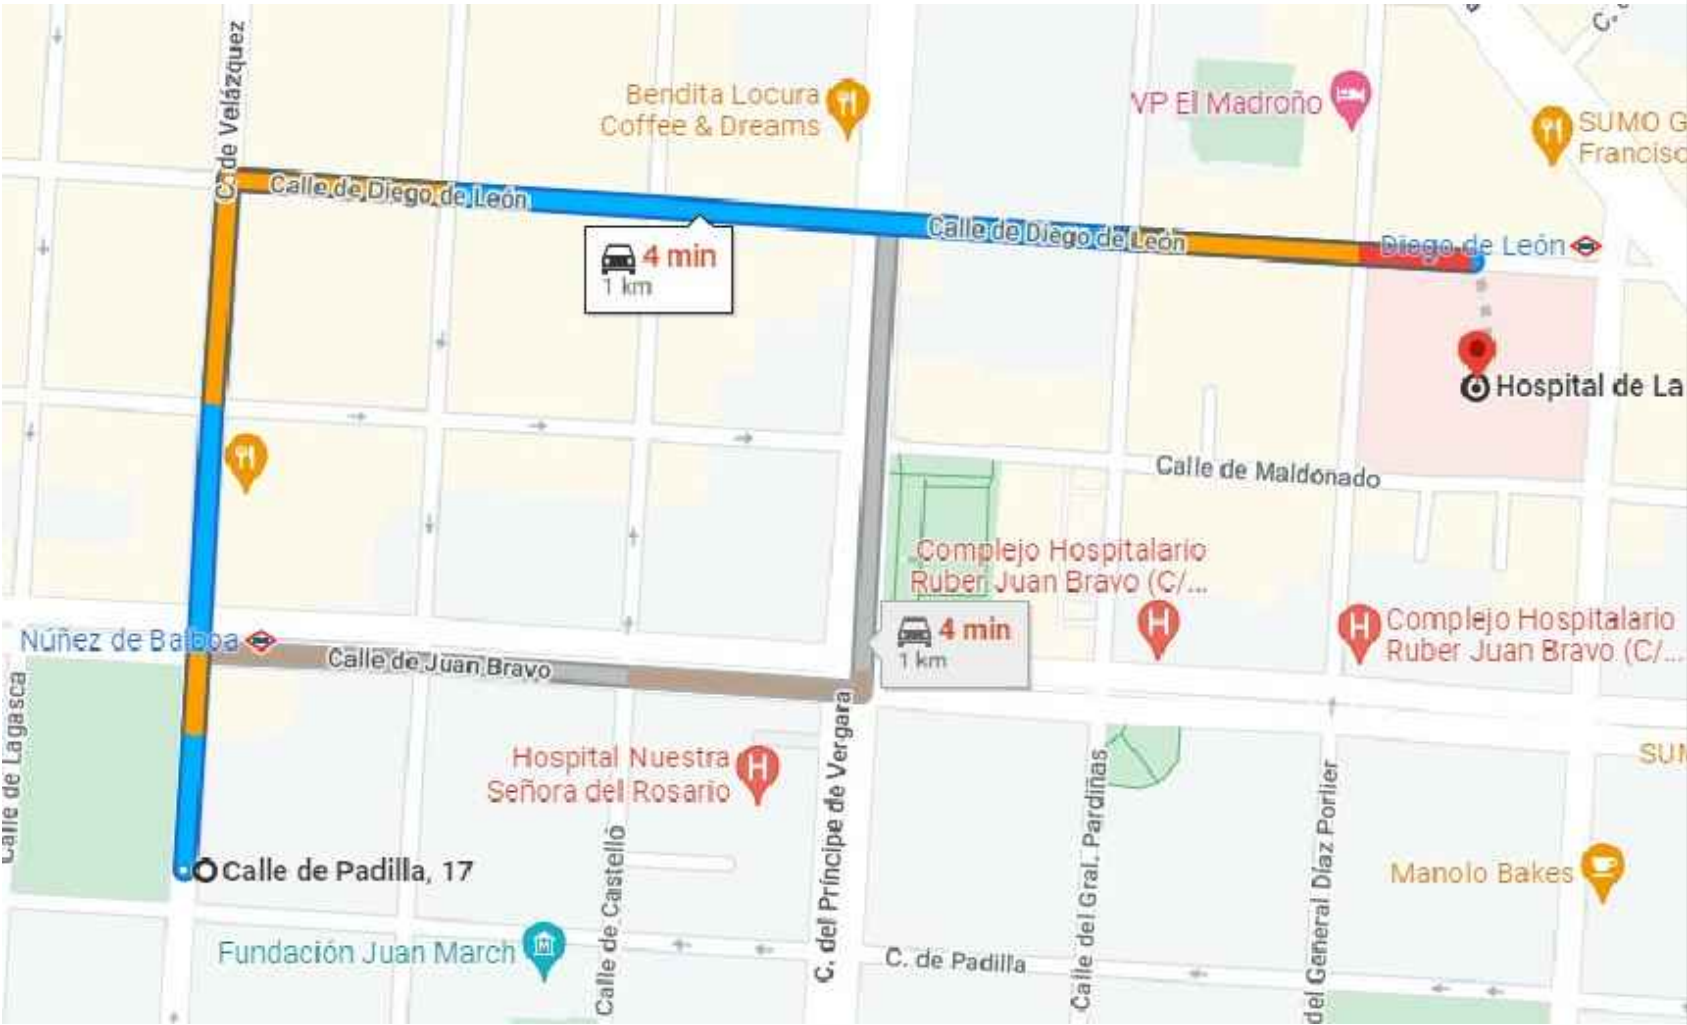 C. de Velázquez
Bendita Locura
Coffee & Dreams
VP El Madroño
SUMO G
Francisc
Calle de Diego de León
Calle de Diego de León
Diego de León
4 min
1 km
Hospital de La
Calle de Maldonado
Complejo Hospitalario
Ruber Juan Bravo (C/...
4 min
1 km
Complejo Hospitalario
Ruber Juan Bravo (C/...
Núñez de Balboa
Calle de Juan Bravo
Calle de Lagasca
Hospital Nuestra
Señora del Rosario
C. del Príncipe de Vergara
Calle del Gral. Pardiñas
del General Díaz Porlier
SUM
Calle de Padilla, 17
Calle de Castelló
Manolo Bakes
Fundación Juan March
C. de Padilla